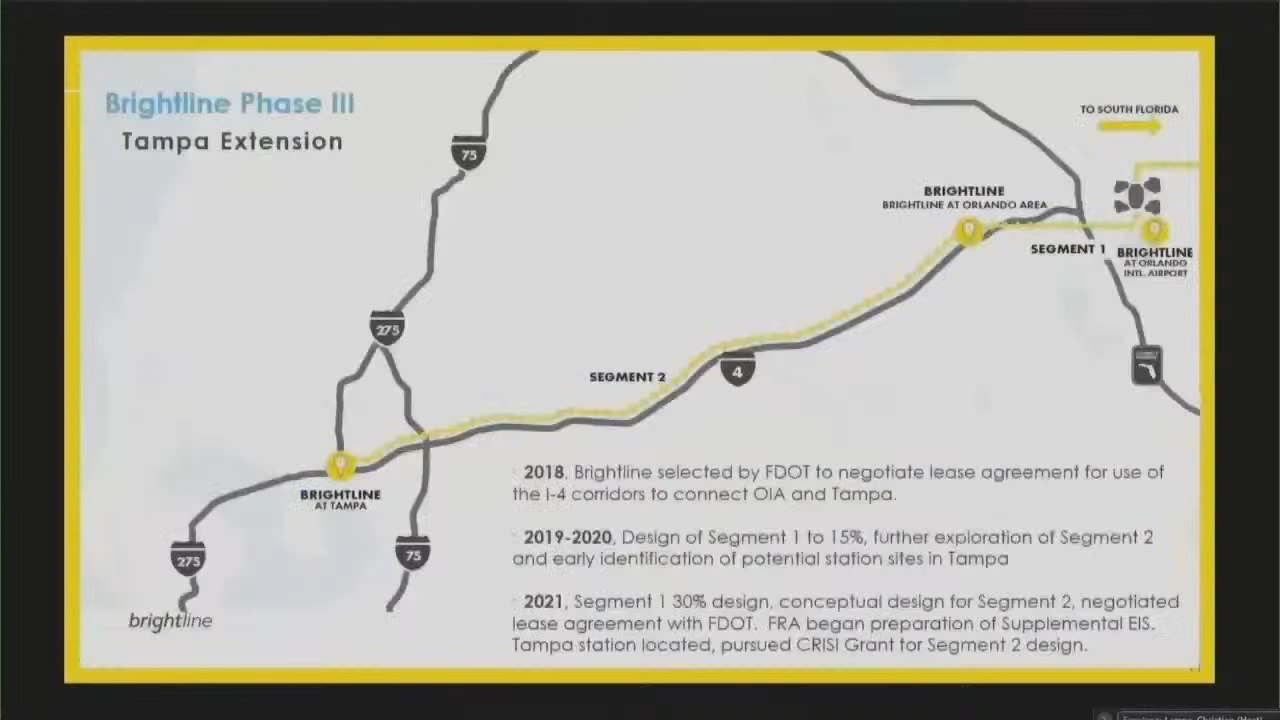 Brightline Phase III
Tampa Extension
75
TO SOUTH FLORIDA
BRIGHTLINE
BRIGHTLINE AT ORLANDO AREA
SEGMENT 1
BRIGHTLINE
AT ORLANDO
INTL. AIRPORT
275
SEGMENT 2
4
BRIGHTLINE
AT TAMPA
275
75
brightline
2018, Brightline selected by FDOT to negotiate lease agreement for use of
the I-4 corridors to connect OIA and Tampa.
2019-2020, Design of Segment 1 to 15%, further exploration of Segment 2
and early identification of potential station sites in Tampa
2021, Segment 1 30% design, conceptual design for Segment 2, negotiated
lease agreement with FDOT. FRA began preparation of Supplemental EIS.
Tampa station located, pursued CRISI Grant for Segment 2 design.